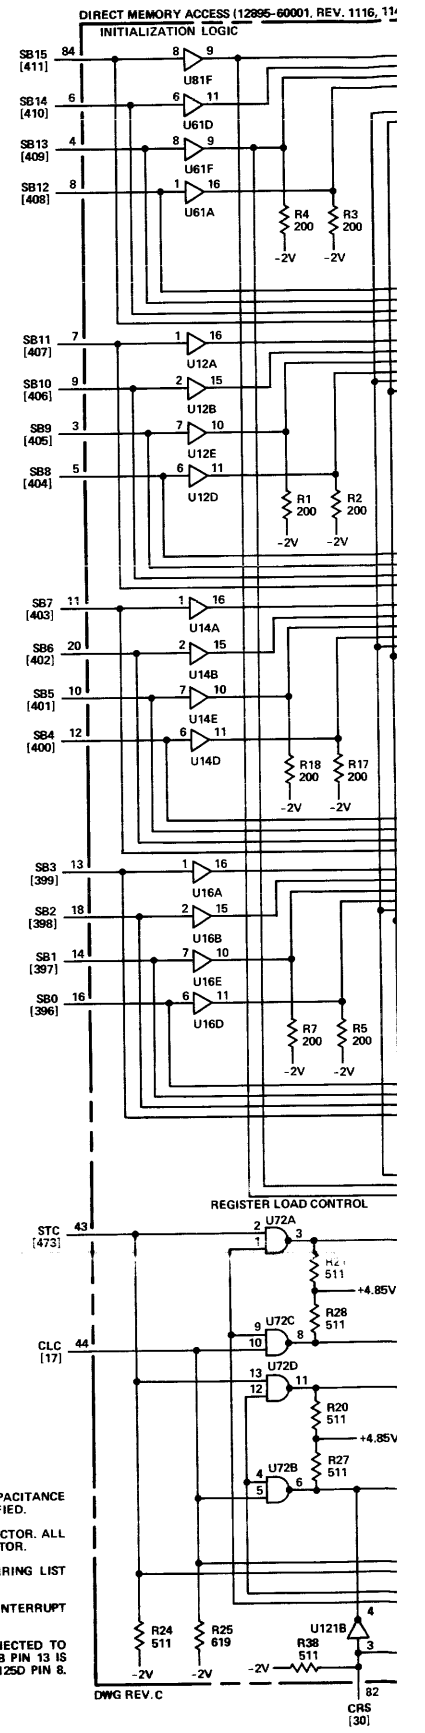 DIRECT MEMORY ACCESS (12895-60001, REV. 1116, 114
INITIALIZATION LOGIC
SB15 84 8 9
[411]
U81F
SB14 6 6 11
[410]
U61D
SB13 4 8 9
[409]
U61F
SB12 8 1 16
[408]
U61A
R4 R3
200 200
-2V -2V
SB11 7 1 16
[407]
U12A
SB10 9 2 15
[406]
U12B
SB9 3 7 10
[405]
U12E
SB8 5 6 11
[404]
U12D
R1 R2
200 200
-2V -2V
SB7 11 1 16
[403]
U14A
SB6 20 2 15
[402]
U14B
SB5 10 7 10
[401]
U14E
SB4 12 6 11
[400]
U14D
R18 R17
200 200
-2V -2V
SB3 13 1 16
[399]
U16A
SB2 18 2 15
[398]
U16B
SB1 14 7 10
[397]
U16E
SB0 16 6 11
[396]
U16D
R7 R5
200 200
-2V -2V
REGISTER LOAD CONTROL
U72A
STC 43 2 3
[473] 1
511
+4.85V
R28
511
U72C
9 8
CLC 44 10
[17]
U72D
13 11
12
R20
511
+4.85V
R27
511
U72B
4 6
5
PACITANCE
FIED.
CTOR. ALL
TOR.
RING LIST
NTERRUPT
NECTED TO
B PIN 13 IS
125D PIN 8.
4
R24 R25 U121B
511 619
R38 3
511
-2V -2V -2V
DWG REV.C
82
CRS
[30]